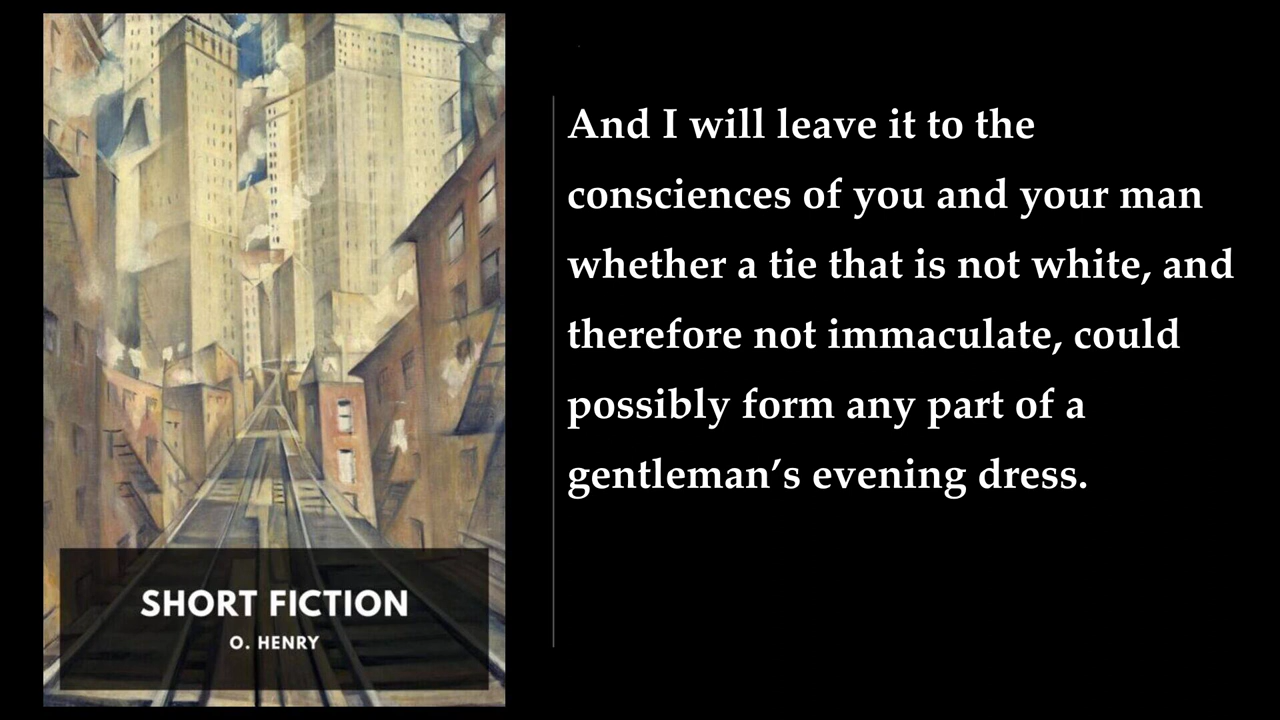 And I will leave it to the
consciences of you and your man
whether a tie that is not white, and
therefore not immaculate, could
possibly form any part of a
gentleman’s evening dress.
SHORT FICTION
O. HENRY